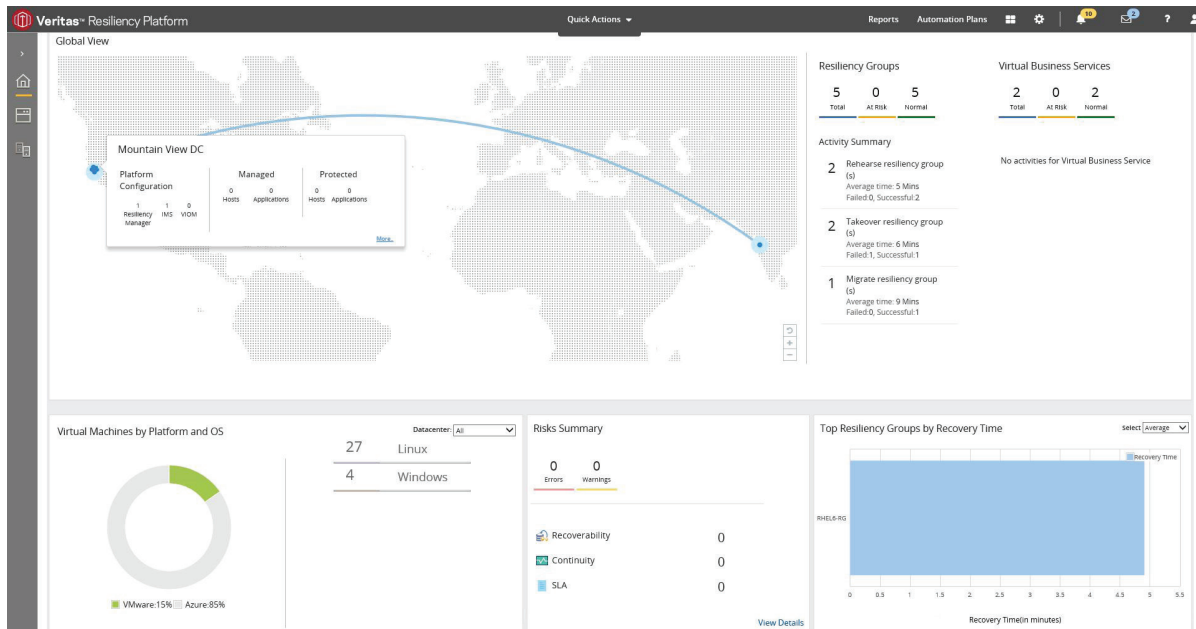 Veritas™ Resiliency Platform
Quick Actions
Reports Automation Plans 10 2 ?
Global View
Mountain View DC
Platform Configuration
1 1 0
Resiliency Manager IMS VIOM
Managed
0 0
Hosts Applications
Protected
0 0
Hosts Applications
More..
+
−
Resiliency Groups
5 0 5
Total At Risk Normal
Activity Summary
2 Rehearse resiliency group
(s)
Average time: 5 Mins
Failed:0, Successful:2
2 Takeover resiliency group
(s)
Average time: 6 Mins
Failed:1, Successful:1
1 Migrate resiliency group
(s)
Average time: 9 Mins
Failed:0, Successful:1
Virtual Business Services
2 0 2
Total At Risk Normal
No activities for Virtual Business Service
Virtual Machines by Platform and OS
Datacenter: All
27 Linux
4 Windows
VMware:15% Azure:85%
Risks Summary
0 0
Errors Warnings
Recoverability 0
Continuity 0
SLA 0
View Details
Top Resiliency Groups by Recovery Time
Select Average
Recovery Time
RHEL6-RG
0 0.5 1 1.5 2 2.5 3 3.5 4 4.5 5 5.5
Recovery Time(in minutes)